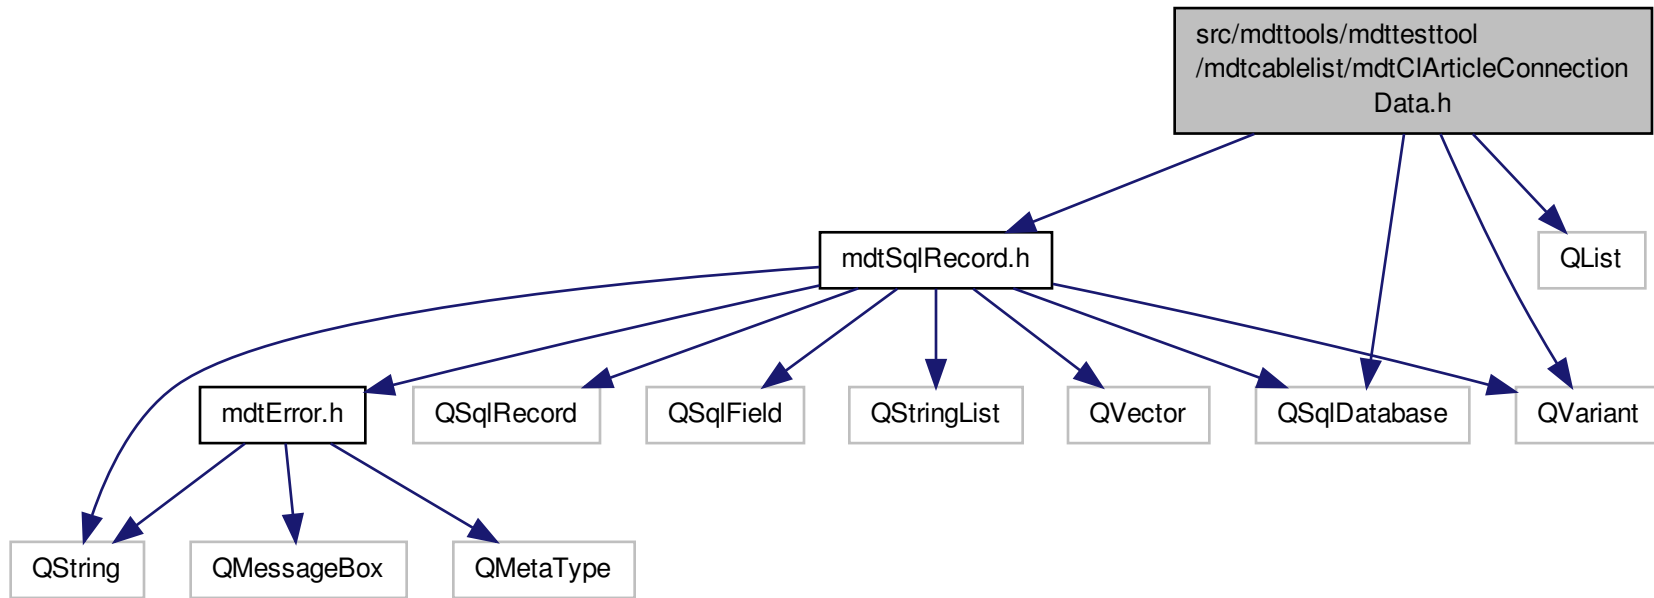 src/mdttools/mdttesttool
/mdtcablelist/mdtClArticleConnection
Data.h
mdtSqlRecord.h
QList
mdtError.h
QSqlRecord
QSqlField
QStringList
QVector
QSqlDatabase
QVariant
QString
QMessageBox
QMetaType